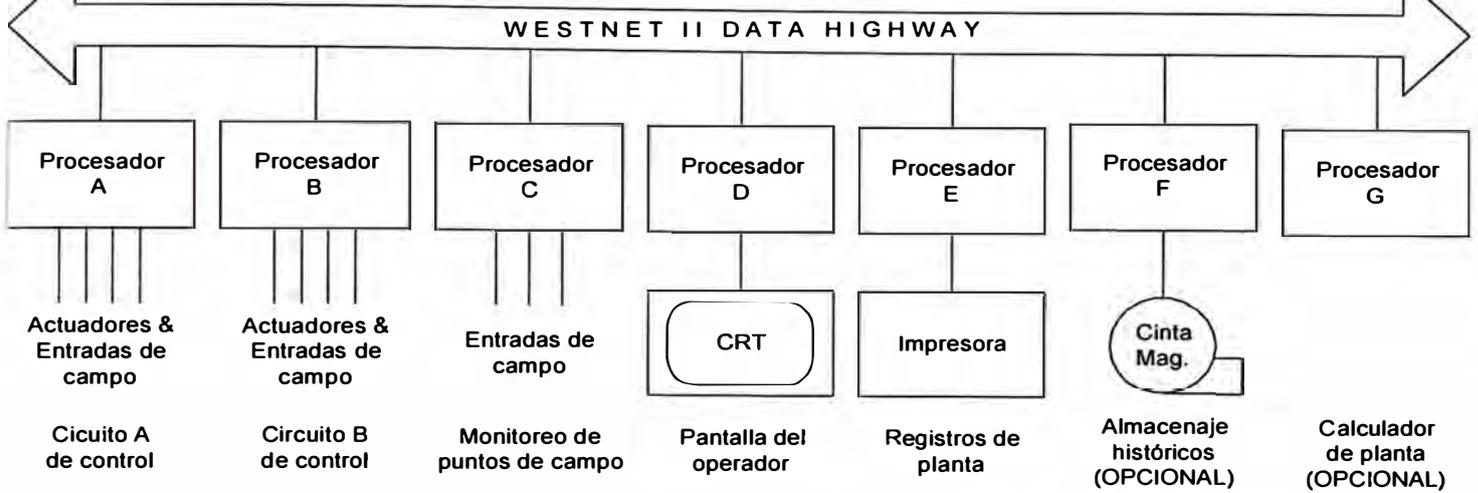 WESTNET II DATA HIGHWAY
Procesador
A
Procesador
B
Procesador
C
Procesador
D
Procesador
E
Procesador
F
Procesador
G
Actuadores &
Entradas de
campo
Actuadores &
Entradas de
campo
Entradas de
campo
CRT
Impresora
Cinta
Mag.
Cicuito A
de control
Circuito B
de control
Monitoreo de
puntos de campo
Pantalla del
operador
Registros de
planta
Almacenaje
históricos
(OPCIONAL)
Calculador
de planta
(OPCIONAL)